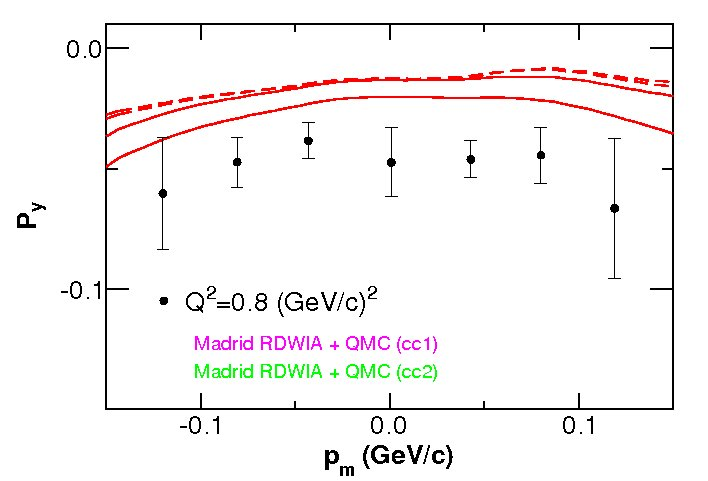 0.0
P_y
-0.1
Q^2=0.8 (GeV/c)^2
Madrid RDWIA + QMC (cc1)
Madrid RDWIA + QMC (cc2)
-0.1 0.0 0.1
p_m (GeV/c)